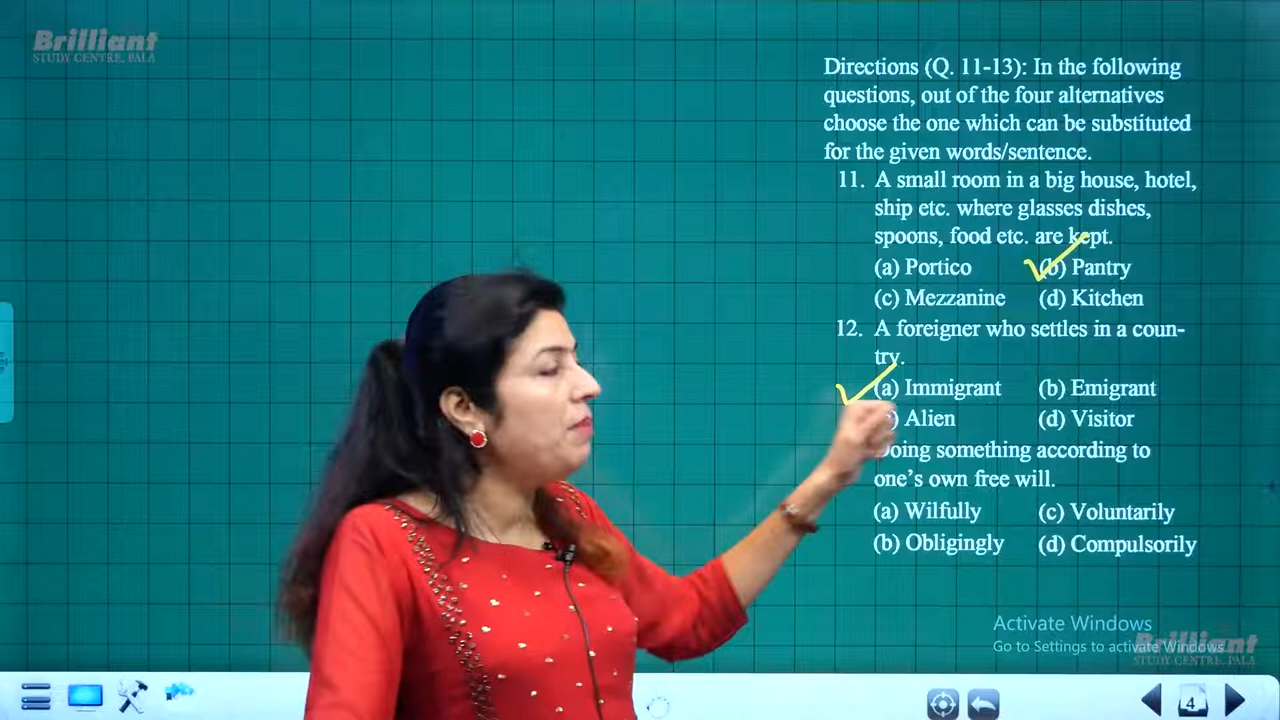 Brilliant
STUDY CENTRE, PALA
Directions (Q. 11-13): In the following
questions, out of the four alternatives
choose the one which can be substituted
for the given words/sentence.
11. A small room in a big house, hotel,
ship etc. where glasses dishes,
spoons, food etc. are kept.
(a) Portico (b) Pantry
(c) Mezzanine (d) Kitchen
12. A foreigner who settles in a coun-
try.
(a) Immigrant (b) Emigrant
Alien (d) Visitor
Doing something according to
one's own free will.
(a) Wilfully (c) Voluntarily
(b) Obligingly (d) Compulsorily
Activate Windows
Go to Settings to activate Windows.
Brilliant
STUDY CENTRE, PALA
4